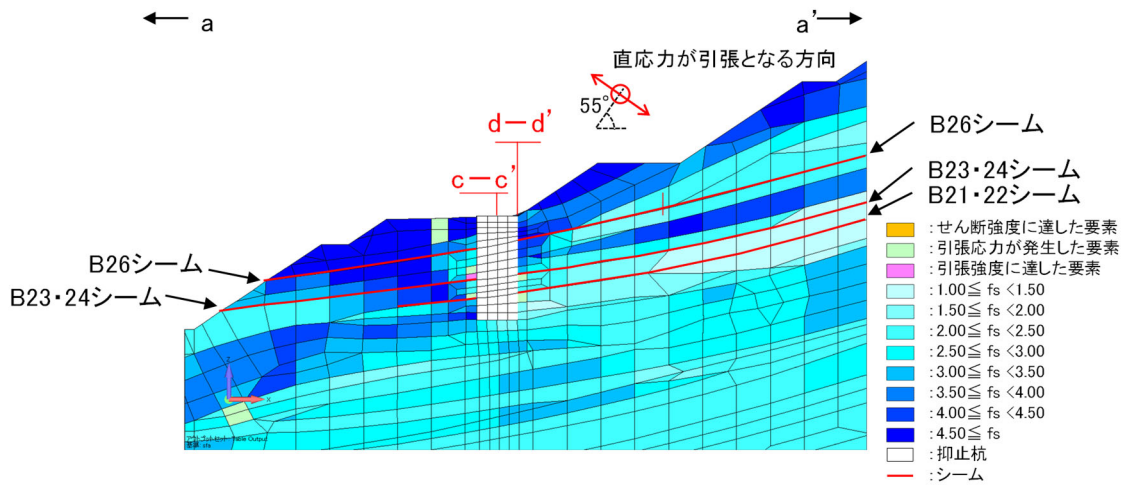 a
a'
直応力が引張となる方向
55°
d－d'
c－c'
B26シーム
B23・24シーム
B21・22シーム
B26シーム
B23・24シーム
:せん断強度に達した要素
:引張応力が発生した要素
:引張強度に達した要素
:1.00≦ fs <1.50
:1.50≦ fs <2.00
:2.00≦ fs <2.50
:2.50≦ fs <3.00
:3.00≦ fs <3.50
:3.50≦ fs <4.00
:4.00≦ fs <4.50
:4.50≦ fs
:抑止杭
:シーム
Z
X